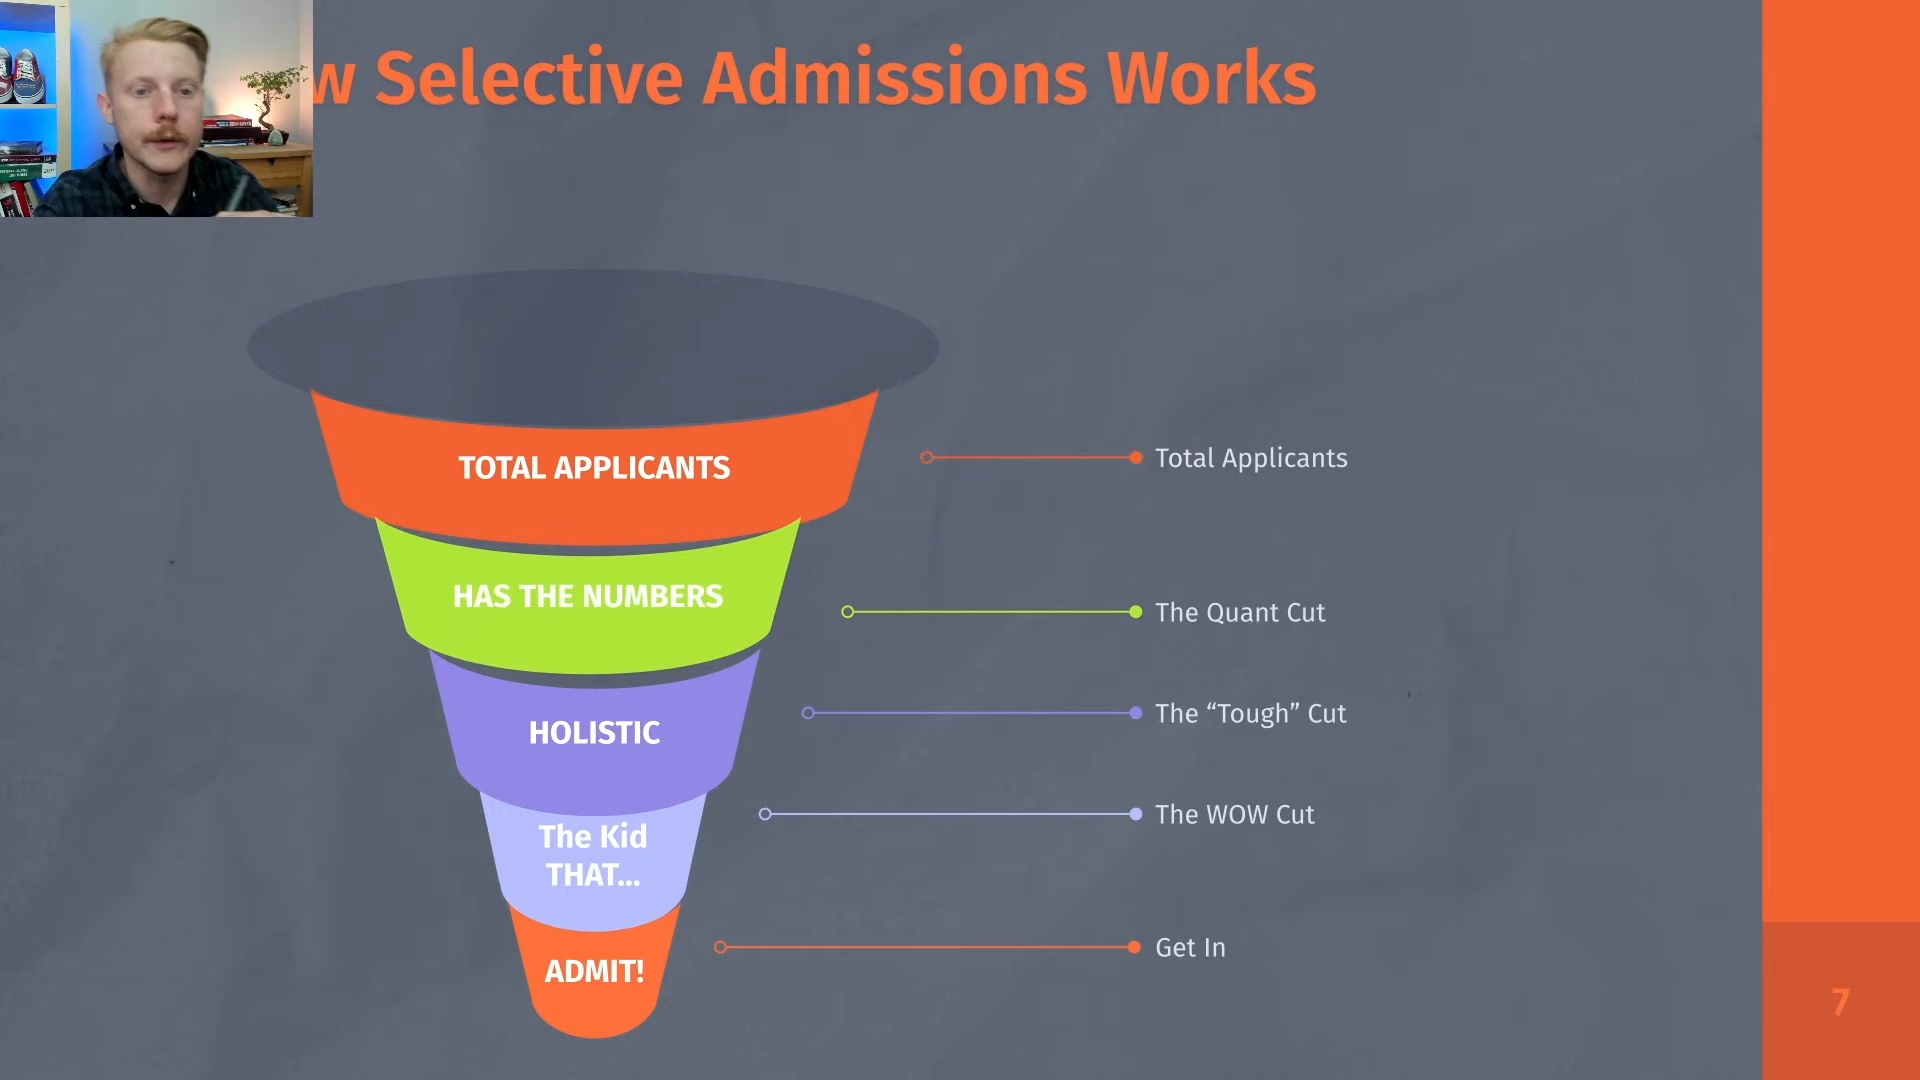 w Selective Admissions Works
TOTAL APPLICANTS
Total Applicants
HAS THE NUMBERS
The Quant Cut
HOLISTIC
The “Tough” Cut
The Kid
THAT...
The WOW Cut
ADMIT!
Get In
7